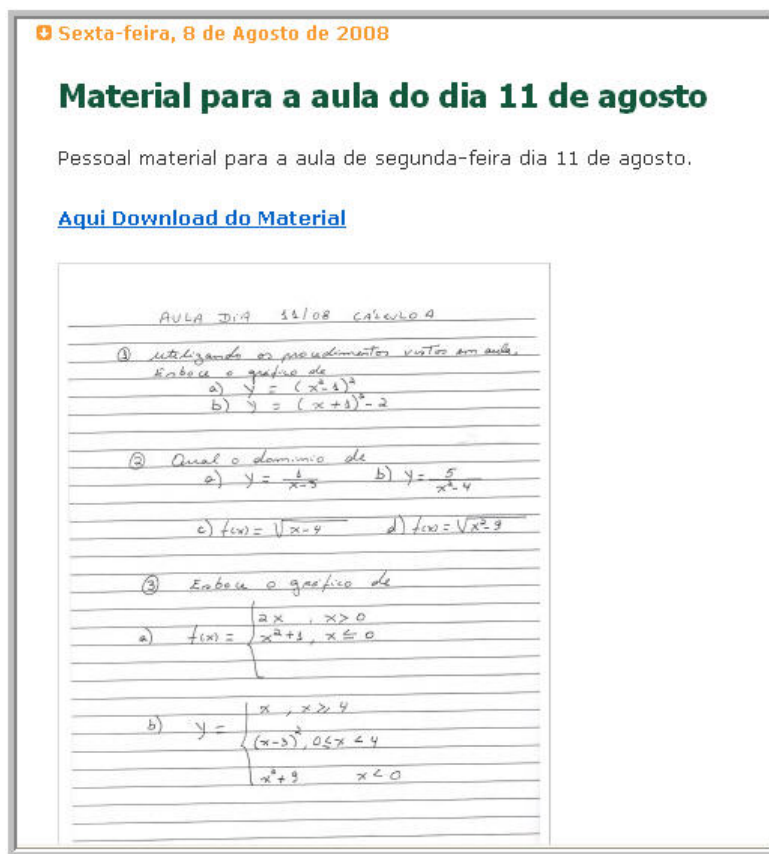 Sexta-feira, 8 de Agosto de 2008
Material para a aula do dia 11 de agosto
Pessoal material para a aula de segunda-feira dia 11 de agosto.
Aqui Download do Material
AULA DIA 11/08 CÁLCULO A
① utilizando os procedimentos vistos em aula.
Esboce o gráfico de
a) y = (x²-1)²
b) y = (x+1)³-2
② Qual o domínio de
a) y = 1/(x-3) b) y = 5/(x²-4)
c) f(x) = √(x-4) d) f(x) = √(x²-9)
③ Esboce o gráfico de
a) f(x) = { 2x , x>0
x²+1, x≤0
b) y = { x , x≥4
(x-3)², 0≤x<4
x²+9 x<0